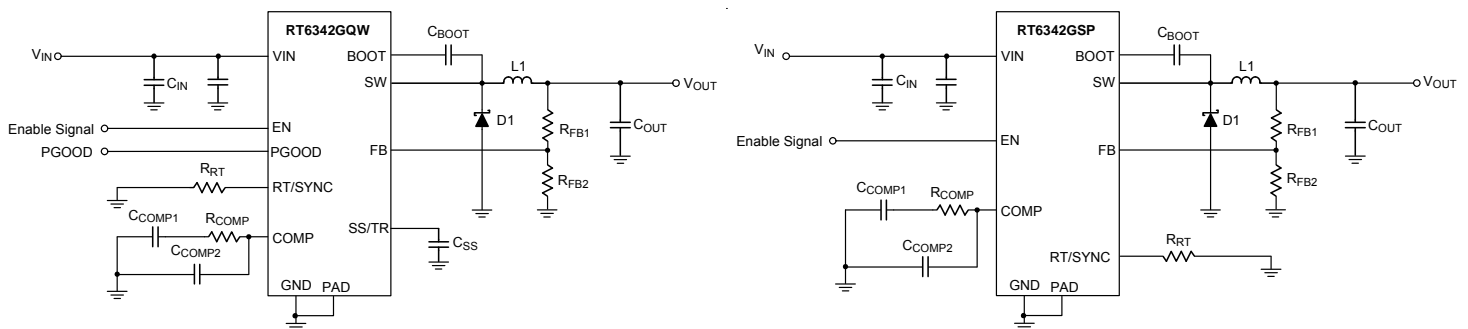 RT6342GQW
VIN
VIN
CIN
BOOT
CBOOT
SW
L1
VOUT
D1
RFB1
COUT
Enable Signal
EN
PGOOD
PGOOD
FB
RFB2
RRT
RT/SYNC
CCOMP1
RCOMP
COMP
CCOMP2
SS/TR
CSS
GND
PAD
RT6342GSP
VIN
VIN
CIN
BOOT
CBOOT
SW
L1
VOUT
D1
RFB1
COUT
Enable Signal
EN
FB
RFB2
CCOMP1
RCOMP
COMP
CCOMP2
RT/SYNC
RRT
GND
PAD